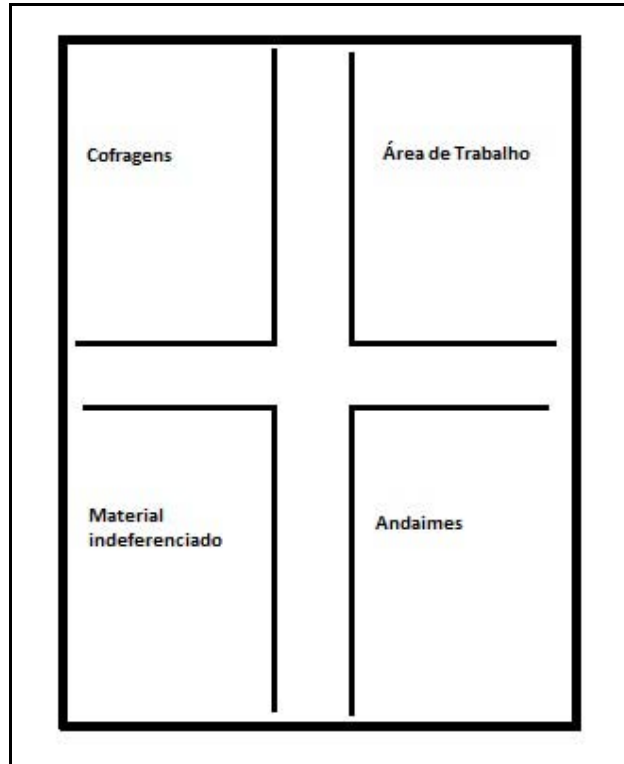 Cofragens
Área de Trabalho
Material
indeferenciado
Andaimes